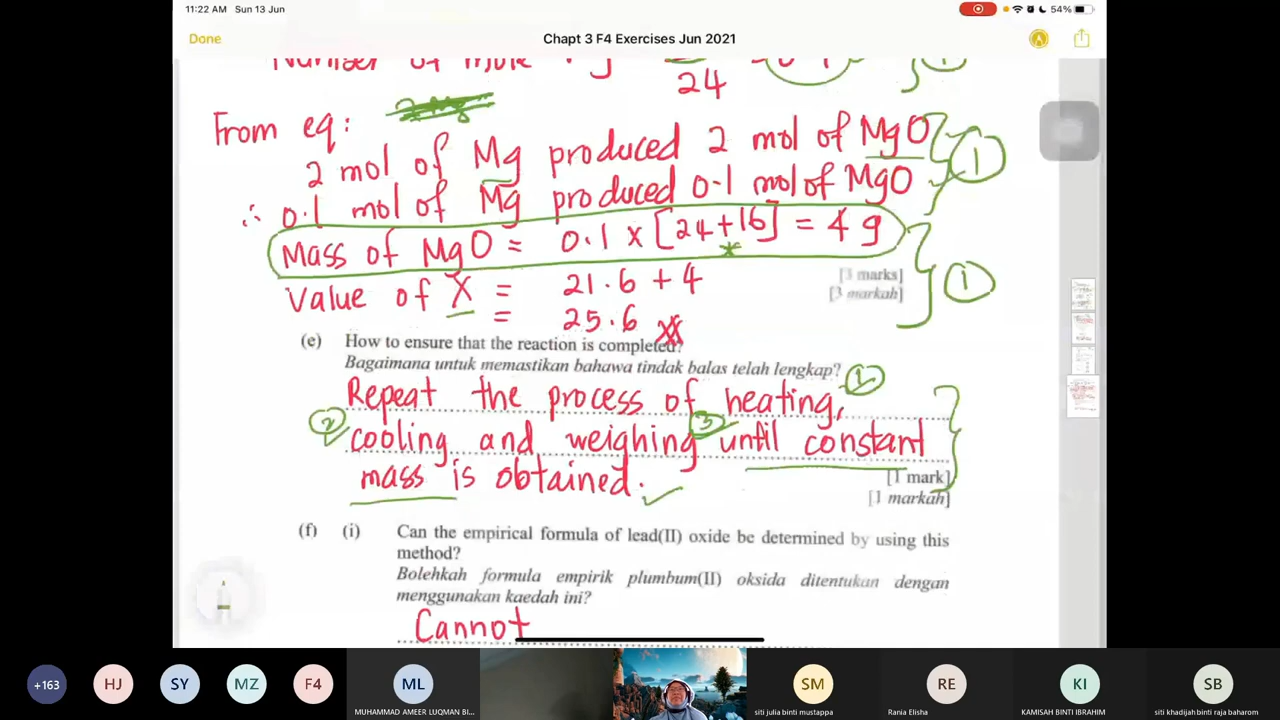 11:22 AM Sun 13 Jun
54%
Done
Chapt 3 F4 Exercises Jun 2021
Number of mole
24
From eq:
2 mol of Mg produced 2 mol of MgO
∴ 0.1 mol of Mg produced 0.1 mol of MgO
1
Mass of MgO = 0.1 x [24+16] = 4 g
Value of X = 21.6 + 4
[3 marks]
[3 markah]
1
= 25.6
(e) How to ensure that the reaction is completed?
Bagaimana untuk memastikan bahawa tindak balas telah lengkap?
Repeat the process of heating, 1
2 cooling and weighing 3 until constant
mass is obtained.
[1 mark]
[1 markah]
(f) (i) Can the empirical formula of lead(II) oxide be determined by using this
method?
Bolehkah formula empirik plumbum(II) oksida ditentukan dengan
menggunakan kaedah ini?
Cannot
+163
HJ
SY
MZ
F4
ML
SM
RE
KI
SB
MUHAMMAD AMEER LUQMAN BI...
siti julia binti mustappa
Rania Elisha
KAMISAH BINTI IBRAHIM
siti khadijah binti raja baharom